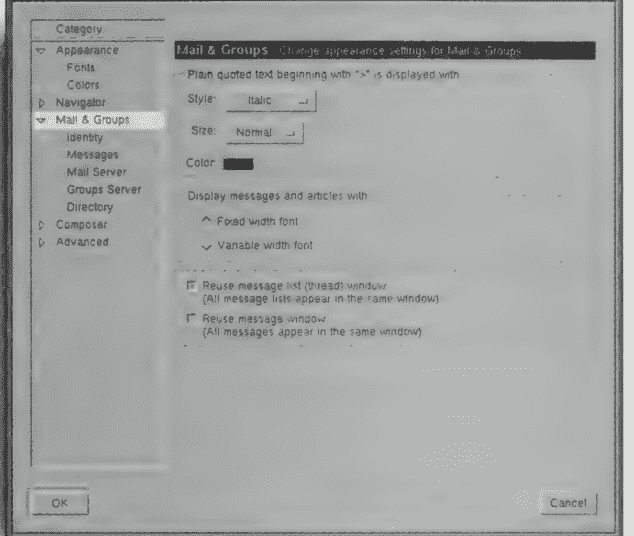 Category
Appearance
Fonts
Colors
Navigator
Mail & Groups
Identity
Messages
Mail Server
Groups Server
Directory
Composer
Advanced
Mail & Groups Change appearance settings for Mail & Groups
Plain quoted text beginning with ">" is displayed with
Style: Italic
Size: Normal
Color:
Display messages and articles with
Fixed width font
Variable width font
Reuse message list (thread) window
(All message lists appear in the same window)
Reuse message window
(All messages appear in the same window)
OK
Cancel